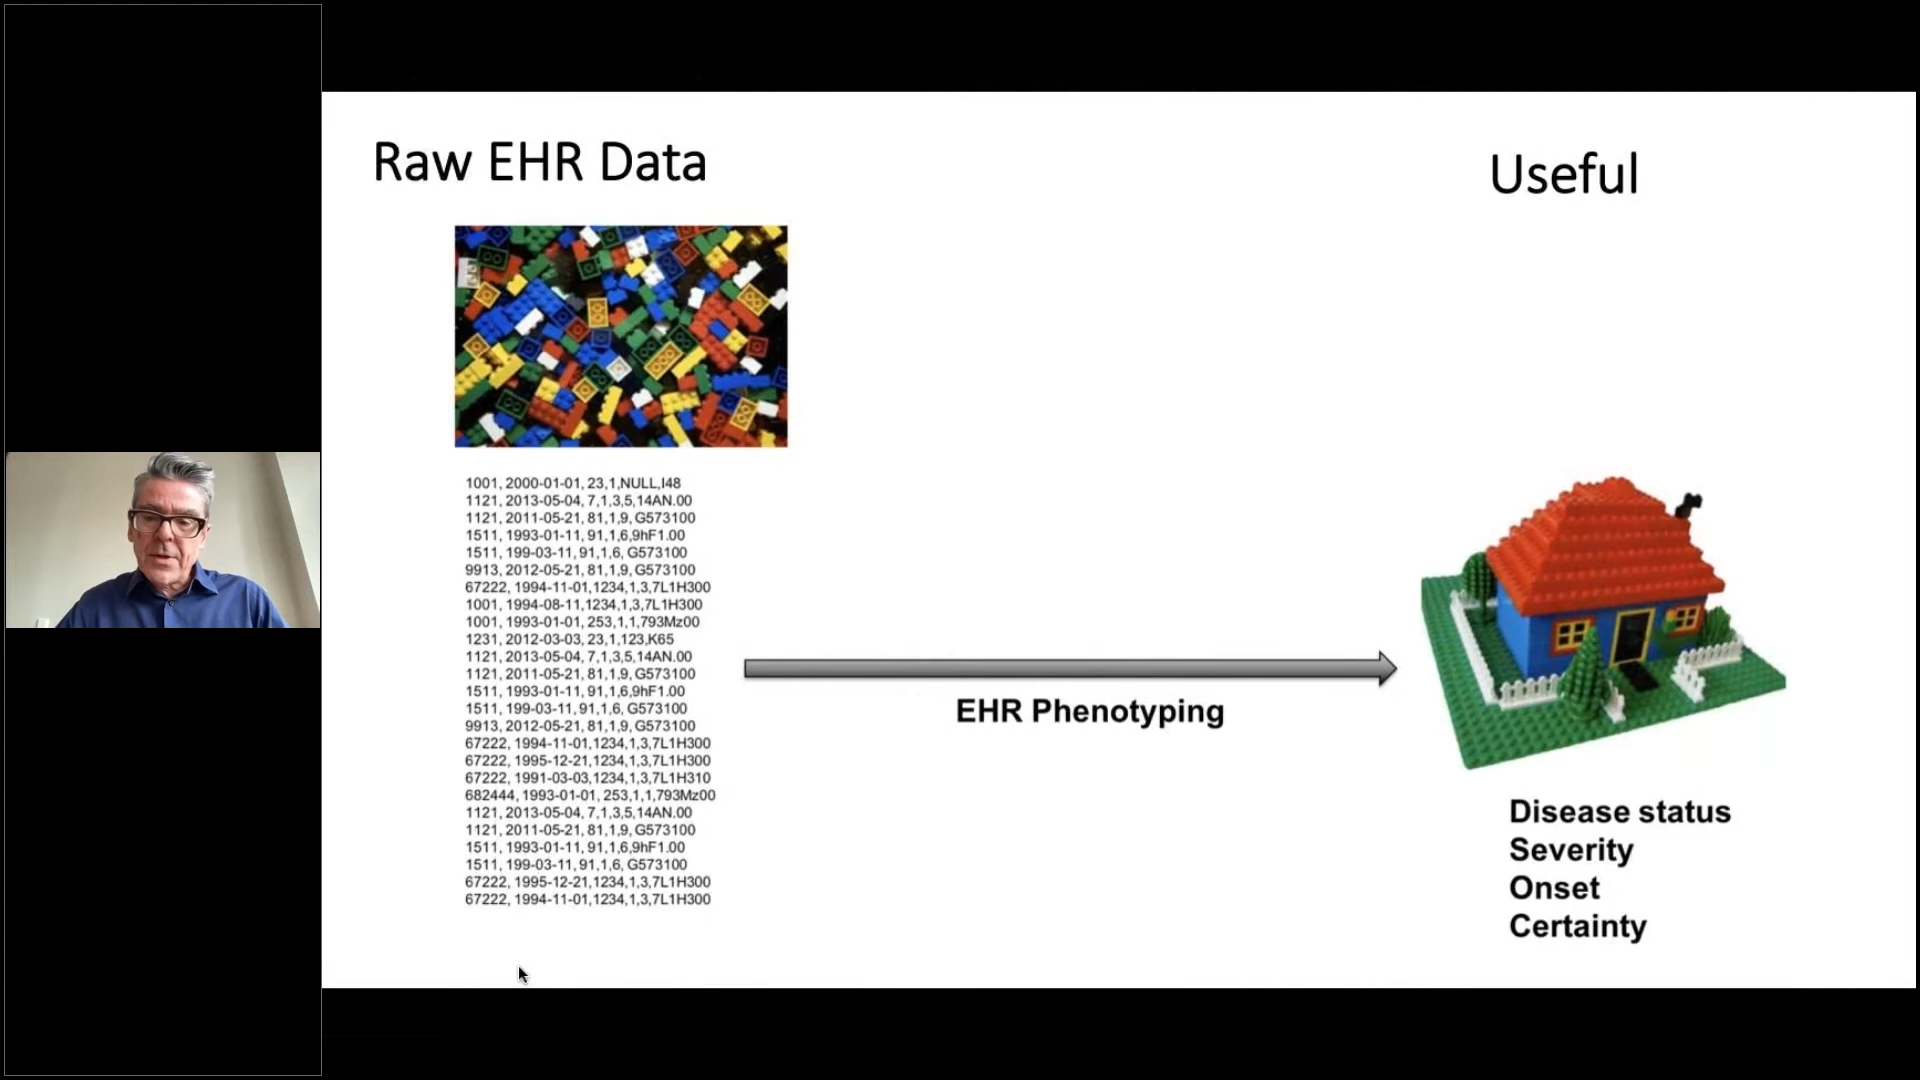 Raw EHR Data
Useful
1001, 2000-01-01, 23,1,NULL,I48
1121, 2013-05-04, 7,1,3,5,14AN.00
1121, 2011-05-21, 81,1,9, G573100
1511, 1993-01-11, 91,1,6,9hF1.00
1511, 199-03-11, 91,1,6, G573100
9913, 2012-05-21, 81,1,9, G573100
67222, 1994-11-01,1234,1,3,7L1H300
1001, 1994-08-11,1234,1,3,7L1H300
1001, 1993-01-01, 253,1,1,793Mz00
1231, 2012-03-03, 23,1,123,K65
1121, 2013-05-04, 7,1,3,5,14AN.00
1121, 2011-05-21, 81,1,9, G573100
1511, 1993-01-11, 91,1,6,9hF1.00
1511, 199-03-11, 91,1,6, G573100
9913, 2012-05-21, 81,1,9, G573100
67222, 1994-11-01,1234,1,3,7L1H300
67222, 1995-12-21,1234,1,3,7L1H300
67222, 1991-03-03,1234,1,3,7L1H310
682444, 1993-01-01, 253,1,1,793Mz00
1121, 2013-05-04, 7,1,3,5,14AN.00
1121, 2011-05-21, 81,1,9, G573100
1511, 1993-01-11, 91,1,6,9hF1.00
1511, 199-03-11, 91,1,6, G573100
67222, 1995-12-21,1234,1,3,7L1H300
67222, 1994-11-01,1234,1,3,7L1H300
EHR Phenotyping
Disease status
Severity
Onset
Certainty